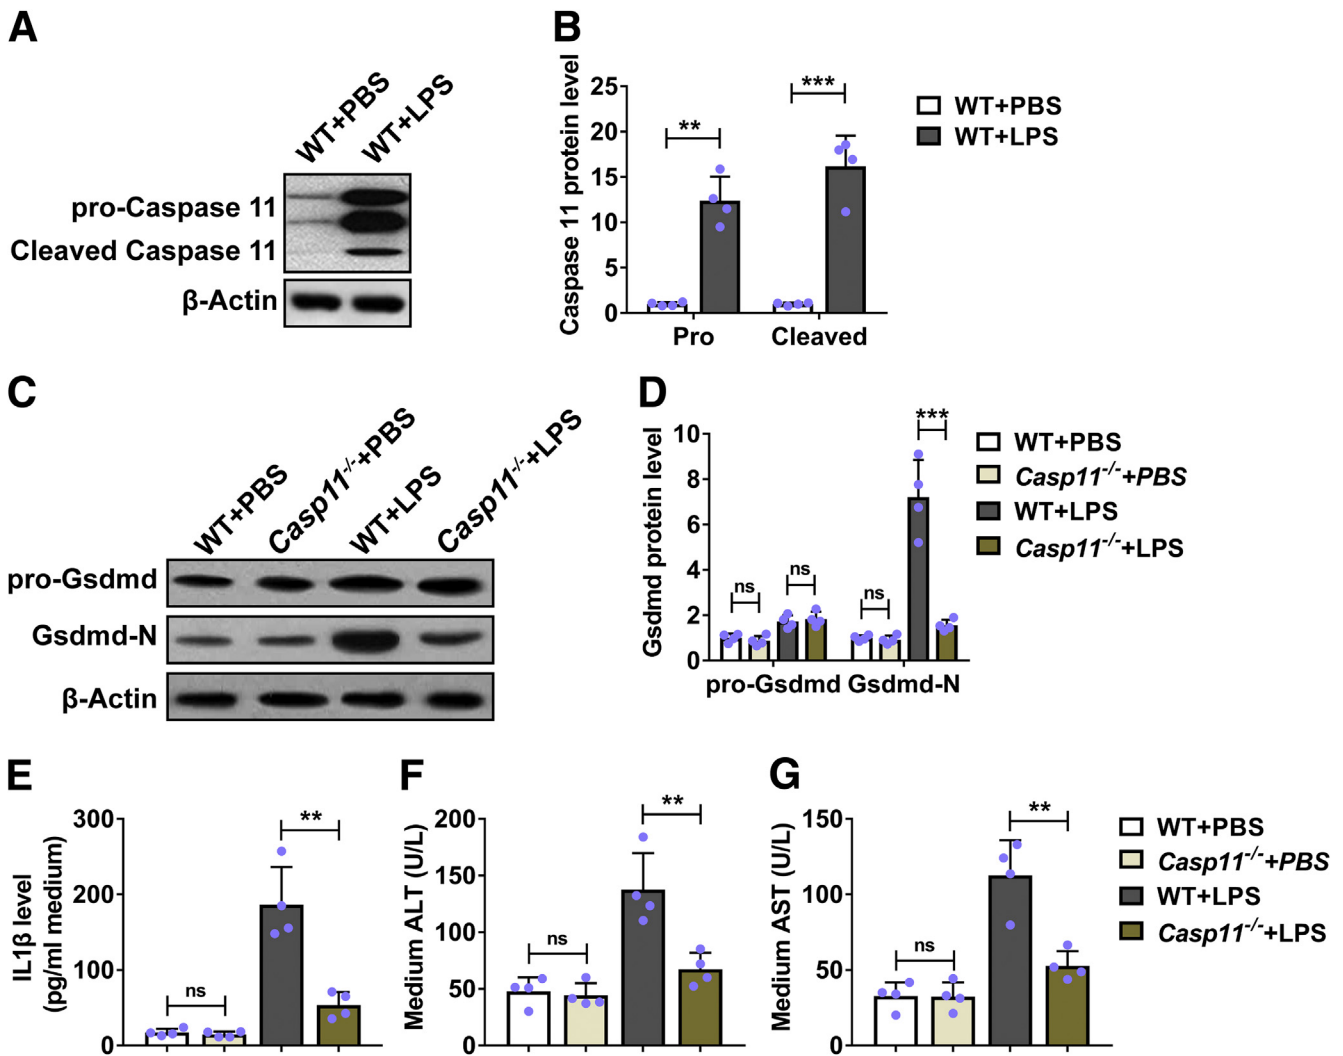 A
WT+PBS
WT+LPS
pro-Caspase 11
Cleaved Caspase 11
β-Actin
B
Caspase 11 protein level
25
20
15
10
5
0
**
***
Pro
Cleaved
WT+PBS
WT+LPS
C
WT+PBS
Casp11-/-+PBS
WT+LPS
Casp11-/-+LPS
pro-Gsdmd
Gsdmd-N
β-Actin
D
Gsdmd protein level
10
8
6
4
2
0
ns
ns
ns
***
pro-Gsdmd
Gsdmd-N
WT+PBS
Casp11-/-+PBS
WT+LPS
Casp11-/-+LPS
E
IL1β level
(pg/ml medium)
300
200
100
0
ns
**
F
Medium ALT (U/L)
200
150
100
50
0
ns
**
G
Medium AST (U/L)
150
100
50
0
ns
**
WT+PBS
Casp11-/-+PBS
WT+LPS
Casp11-/-+LPS